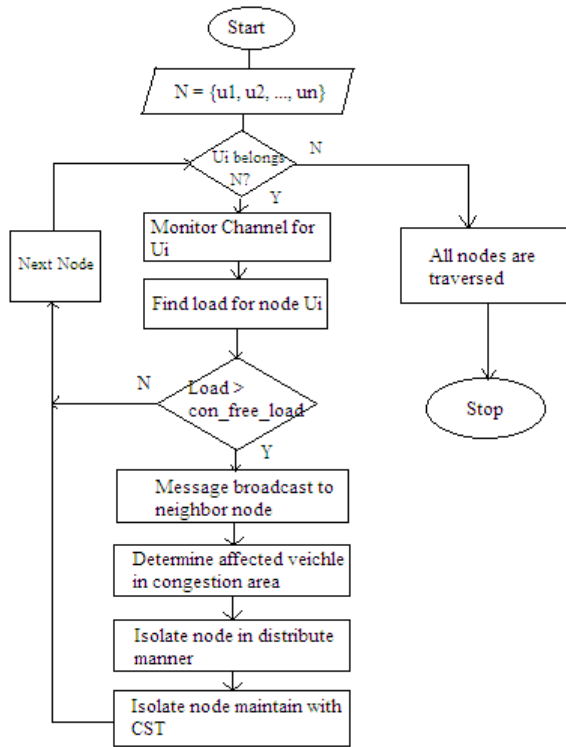 Start
N = {u1, u2, ..., un}
Ui belongs
N?
N
Y
Monitor Channel for
Ui
Next Node
All nodes are
traversed
Find load for node Ui
N
Load >
con_free_load
Stop
Y
Message broadcast to
neighbor node
Determine affected veichle
in congestion area
Isolate node in distribute
manner
Isolate node maintain with
CST